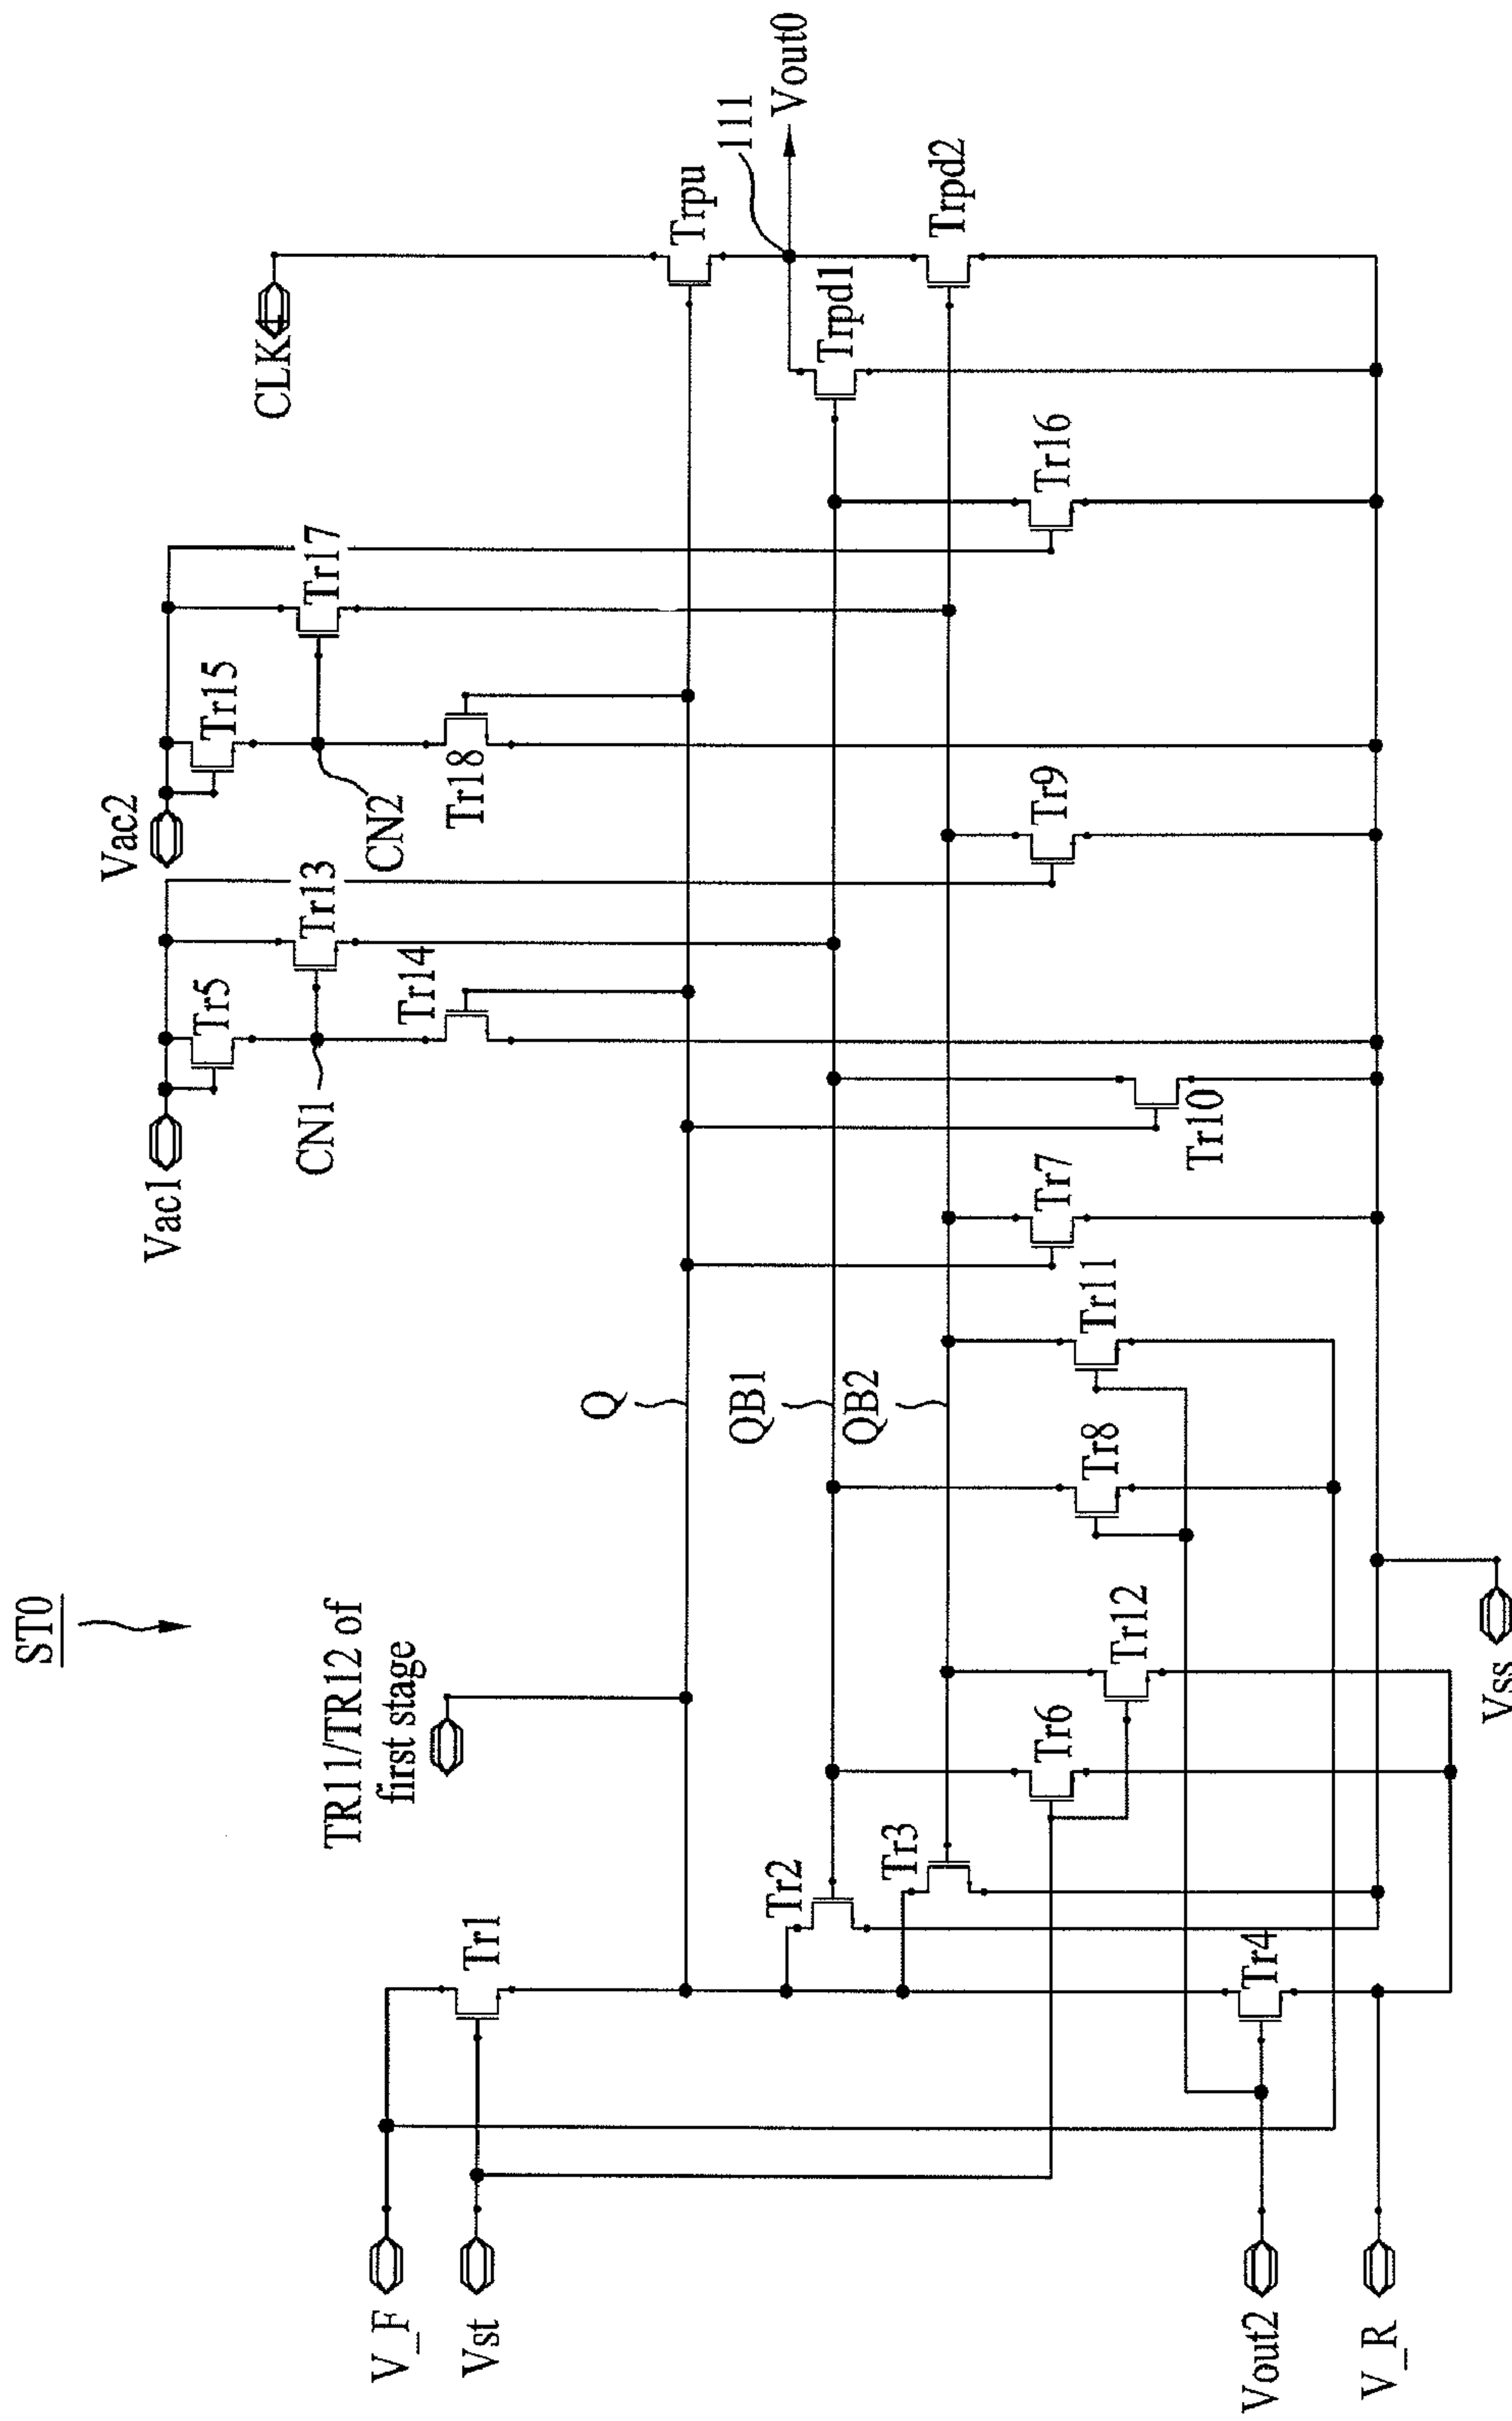 ST0
TR11/TR12 of
first stage
Vac1
Vac2
CLK
Tr5
Tr15
CN1
Tr13
CN2
Tr17
V_F
Vst
Tr1
Tr14
Tr18
Q
Trpu
QB1
QB2
Tr2
Tr3
111
Vout0
Trpd1
Trpd2
Tr6
Tr12
Tr8
Tr11
Tr7
Tr10
Tr9
Tr16
Tr4
Vout2
V_R
Vss